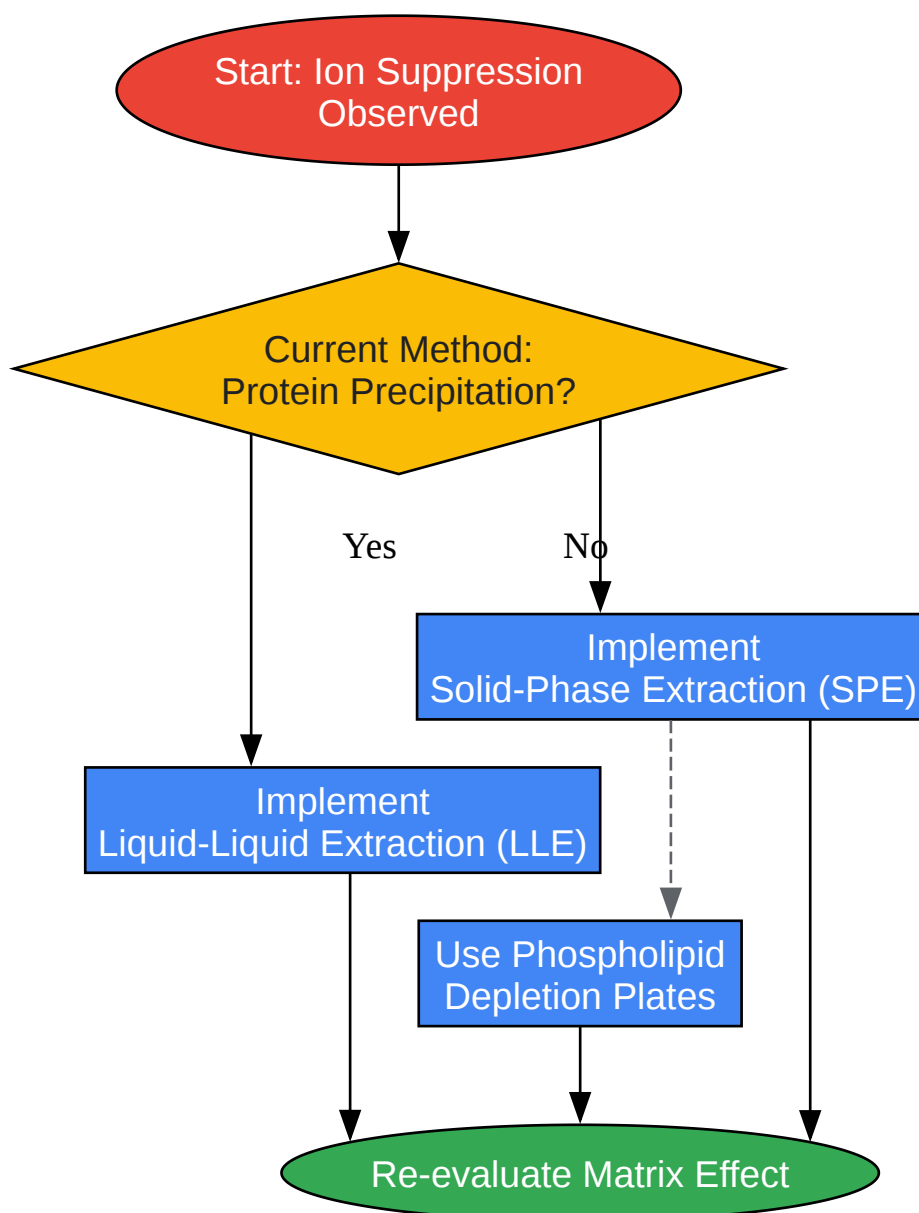 Start: Ion Suppression
Observed
Current Method:
Protein Precipitation?
Yes
No
Implement
Solid-Phase Extraction (SPE)
Implement
Liquid-Liquid Extraction (LLE)
Use Phospholipid
Depletion Plates
Re-evaluate Matrix Effect